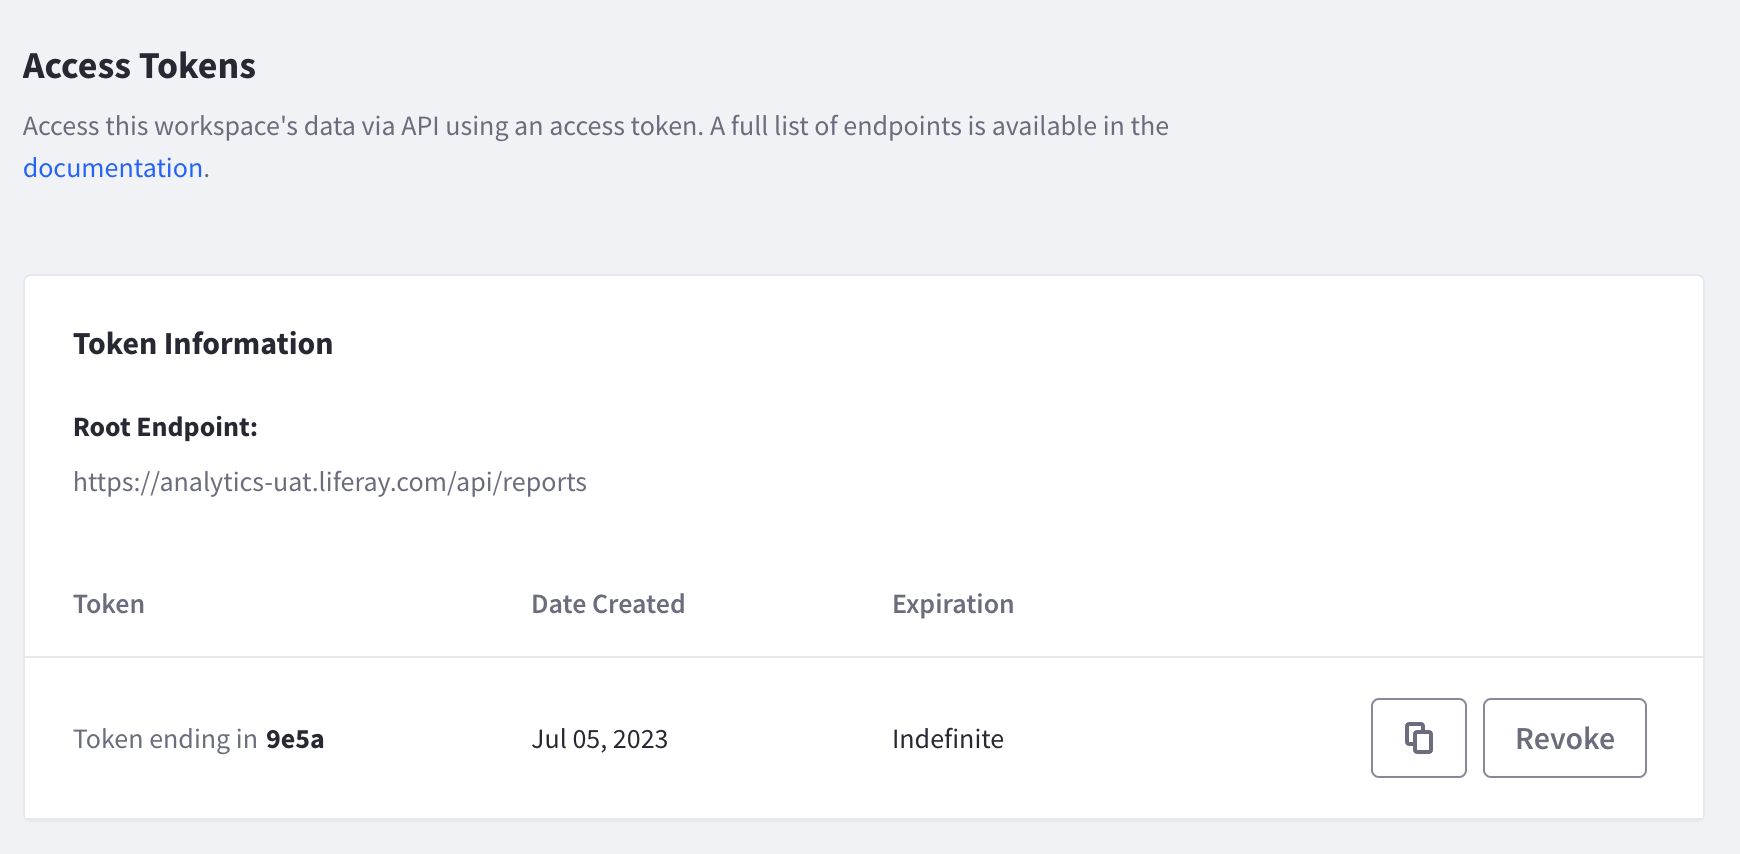 Access Tokens
Access this workspace's data via API using an access token. A full list of endpoints is available in the
documentation.
Token Information
Root Endpoint:
https://analytics-uat.liferay.com/api/reports
Token Date Created Expiration
Token ending in 9e5a Jul 05, 2023 Indefinite Revoke